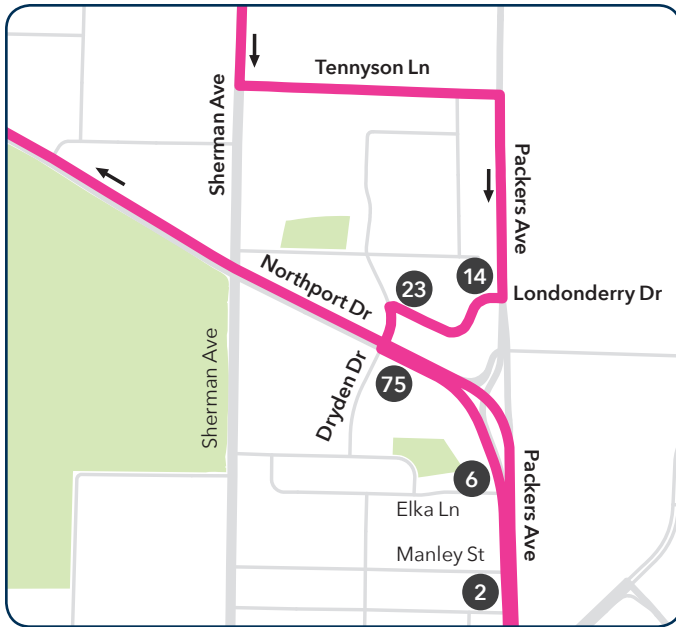 Tennyson Ln
Sherman Ave
Packers Ave
14
23
Londonderry Dr
Northport Dr
75
Dryden Dr
Sherman Ave
6
Packers Ave
Elka Ln
Manley St
2